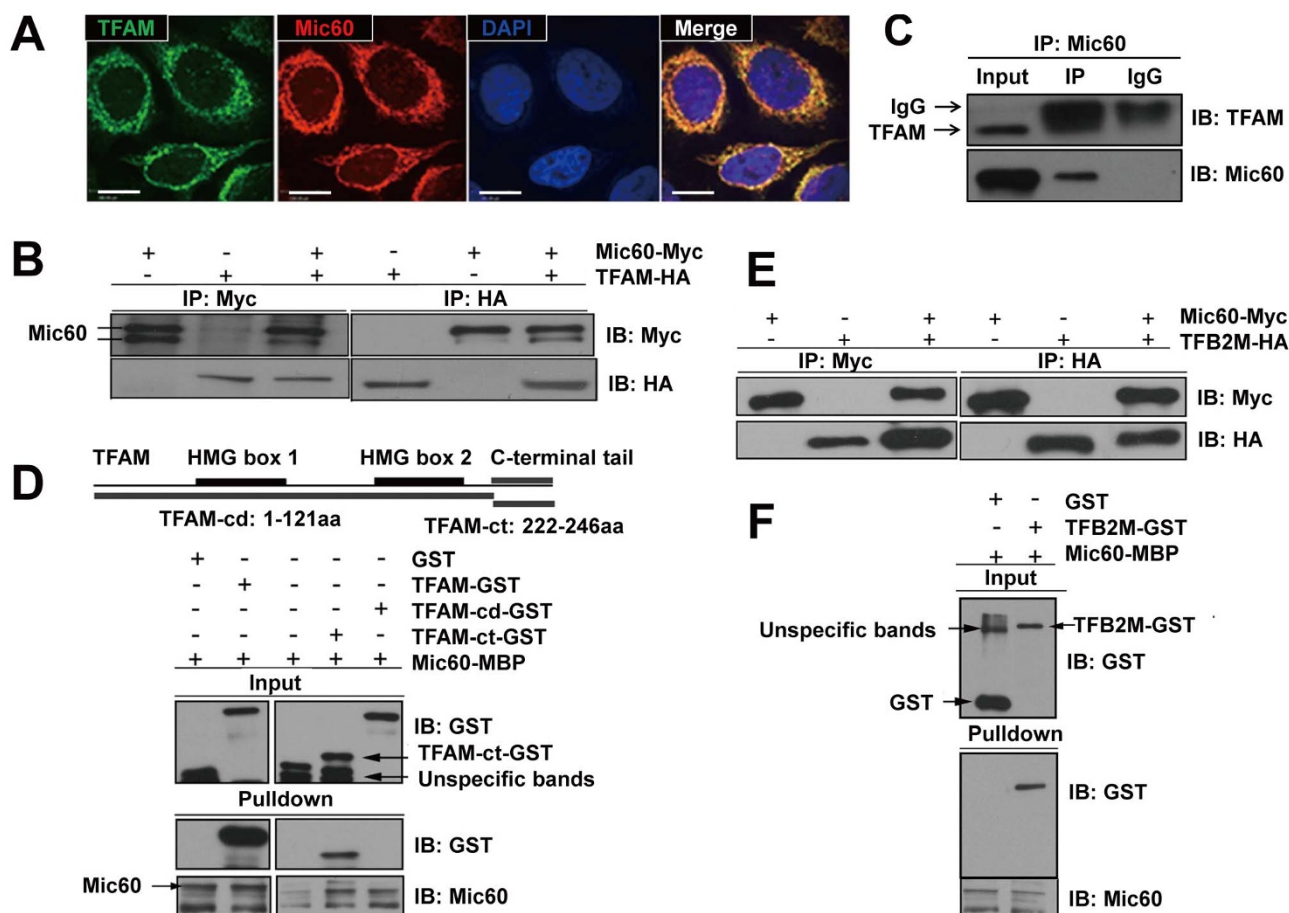 A
TFAM
Mic60
DAPI
Merge
C
IP: Mic60
Input IP IgG
IgG
TFAM
IB: TFAM
IB: Mic60
B
+ - + - + + Mic60-Myc
- + + + - + TFAM-HA
IP: Myc IP: HA
Mic60
IB: Myc
IB: HA
E
+ - + + - + Mic60-Myc
- + + - + + TFB2M-HA
IP: Myc IP: HA
IB: Myc
IB: HA
D
TFAM HMG box 1 HMG box 2 C-terminal tail
TFAM-cd: 1-121aa
TFAM-ct: 222-246aa
+ - - - - GST
- + - - - TFAM-GST
- - - - + TFAM-cd-GST
- - - + - TFAM-ct-GST
+ + + + + Mic60-MBP
Input
IB: GST
TFAM-ct-GST
Unspecific bands
Pulldown
IB: GST
Mic60
IB: Mic60
F
+ - GST
- + TFB2M-GST
+ + Mic60-MBP
Input
Unspecific bands
TFB2M-GST
IB: GST
GST
Pulldown
IB: GST
IB: Mic60